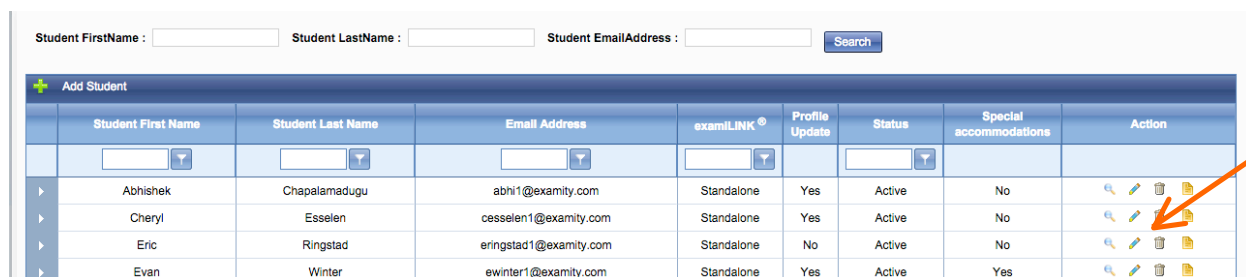 Student FirstName : Student LastName : Student EmailAddress : Search
Add Student
Student First Name Student Last Name Email Address examiLINK ® Profile Update Status Special accommodations Action
Abhishek Chapalamadugu abhi1@examity.com Standalone Yes Active No
Cheryl Esselen cesselen1@examity.com Standalone Yes Active No
Eric Ringstad eringstad1@examity.com Standalone No Active No
Evan Winter ewinter1@examity.com Standalone Yes Active Yes